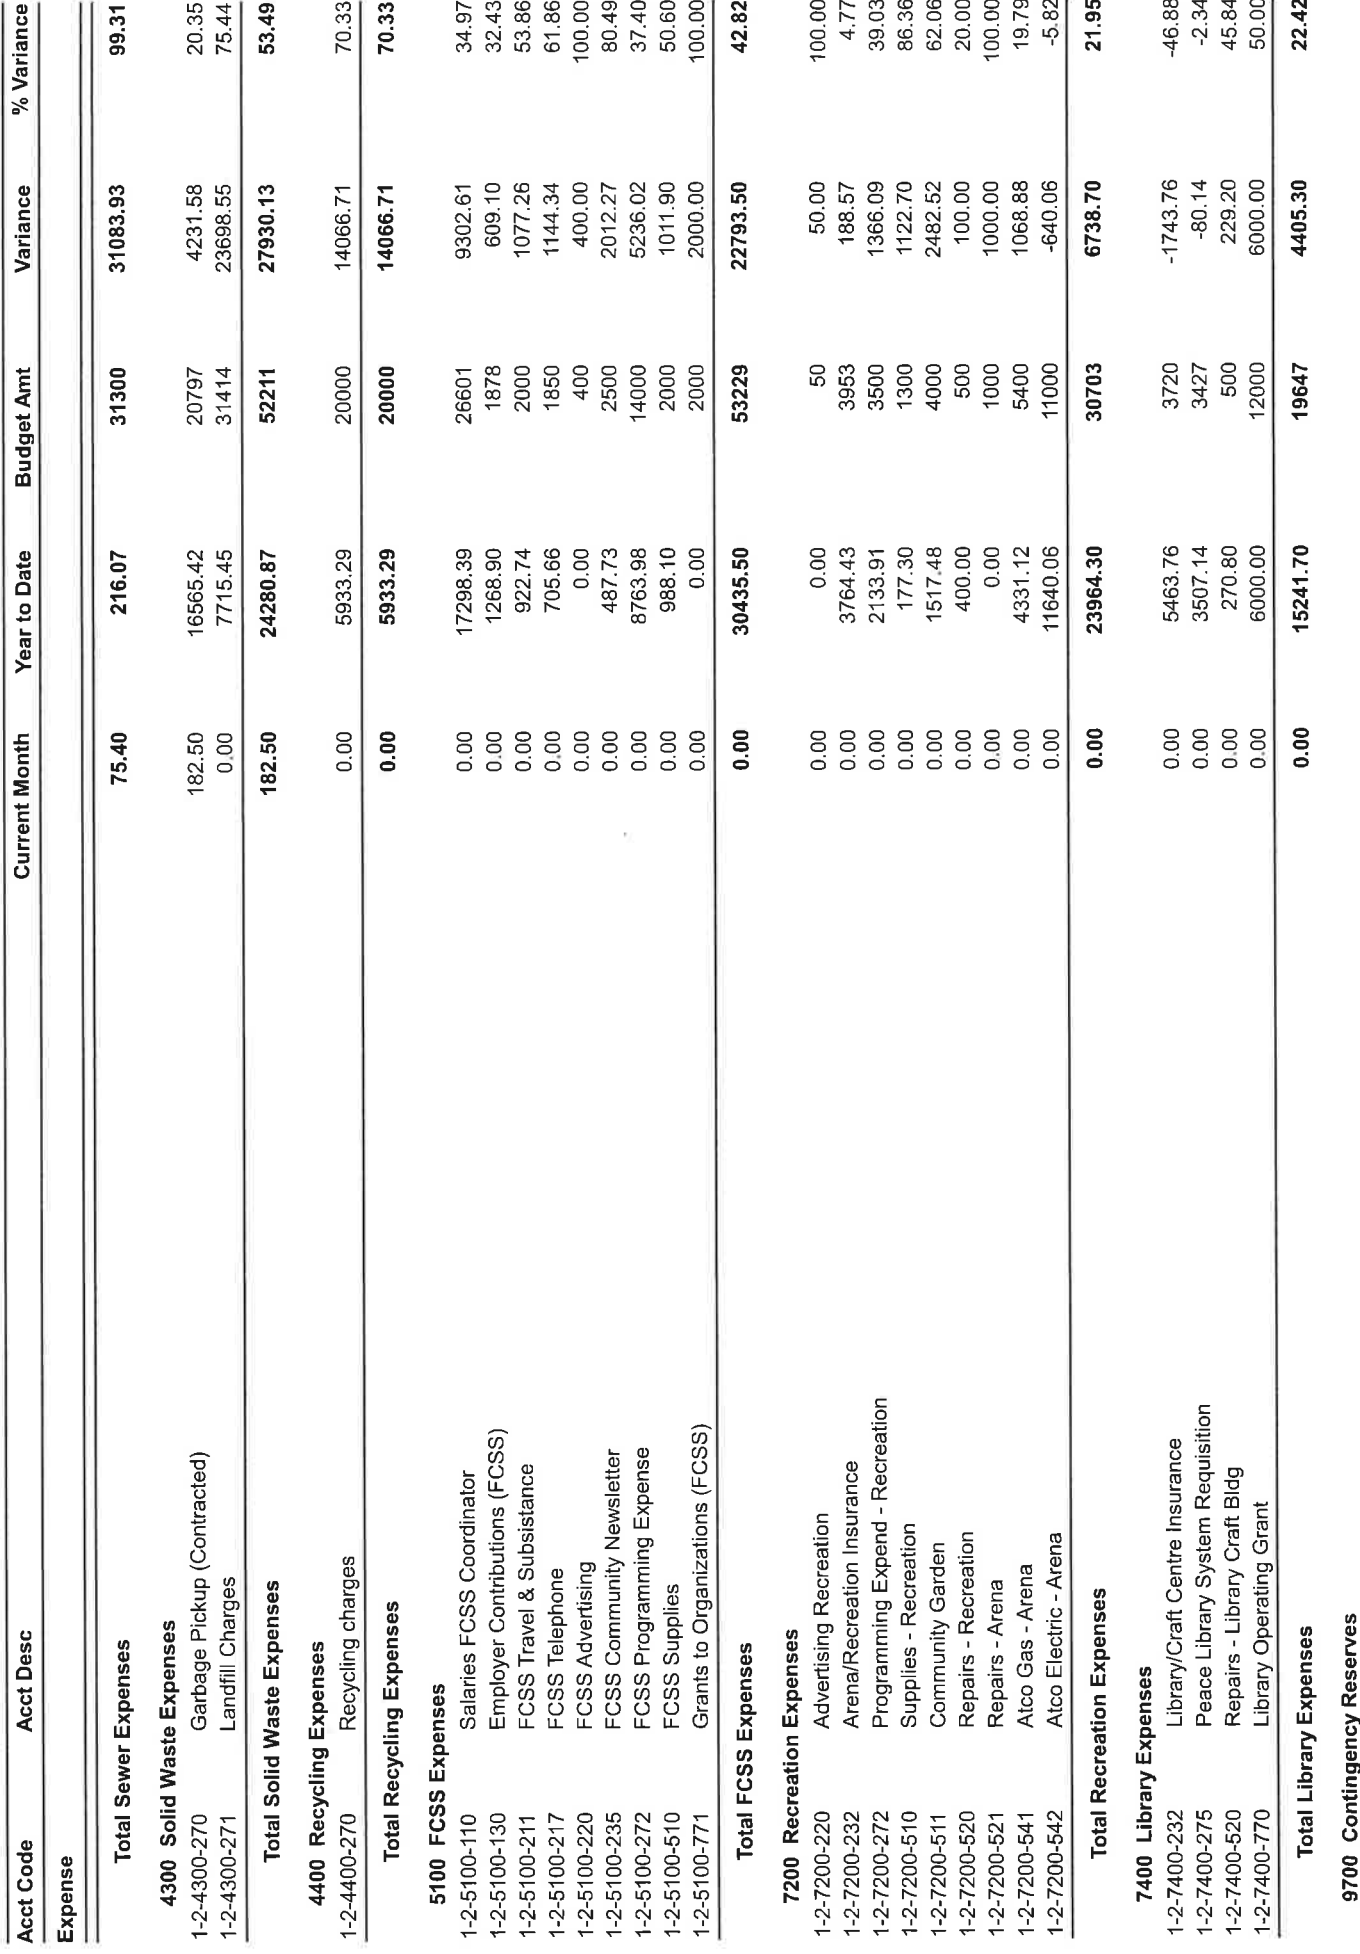 Acct Code Acct Desc Current Month Year to Date Budget Amt Variance % Variance
Expense
Total Sewer Expenses 75.40 216.07 31300 31083.93 99.31
4300 Solid Waste Expenses
1-2-4300-270 Garbage Pickup (Contracted) 182.50 16565.42 20797 4231.58 20.35
1-2-4300-271 Landfill Charges 0.00 7715.45 31414 23698.55 75.44
Total Solid Waste Expenses 182.50 24280.87 52211 27930.13 53.49
4400 Recycling Expenses
1-2-4400-270 Recycling charges 0.00 5933.29 20000 14066.71 70.33
Total Recycling Expenses 0.00 5933.29 20000 14066.71 70.33
5100 FCSS Expenses
1-2-5100-110 Salaries FCSS Coordinator 0.00 17298.39 26601 9302.61 34.97
1-2-5100-130 Employer Contributions (FCSS) 0.00 1268.90 1878 609.10 32.43
1-2-5100-211 FCSS Travel & Subsistance 0.00 922.74 2000 1077.26 53.86
1-2-5100-217 FCSS Telephone 0.00 705.66 1850 1144.34 61.86
1-2-5100-220 FCSS Advertising 0.00 0.00 400 400.00 100.00
1-2-5100-235 FCSS Community Newsletter 0.00 487.73 2500 2012.27 80.49
1-2-5100-272 FCSS Programming Expense 0.00 8763.98 14000 5236.02 37.40
1-2-5100-510 FCSS Supplies 0.00 988.10 2000 1011.90 50.60
1-2-5100-771 Grants to Organizations (FCSS) 0.00 0.00 2000 2000.00 100.00
Total FCSS Expenses 0.00 30435.50 53229 22793.50 42.82
7200 Recreation Expenses
1-2-7200-220 Advertising Recreation 0.00 0.00 50 50.00 100.00
1-2-7200-232 Arena/Recreation Insurance 0.00 3764.43 3953 188.57 4.77
1-2-7200-272 Programming Expend - Recreation 0.00 2133.91 3500 1366.09 39.03
1-2-7200-510 Supplies - Recreation 0.00 177.30 1300 1122.70 86.36
1-2-7200-511 Community Garden 0.00 1517.48 4000 2482.52 62.06
1-2-7200-520 Repairs - Recreation 0.00 400.00 500 100.00 20.00
1-2-7200-521 Repairs - Arena 0.00 0.00 1000 1000.00 100.00
1-2-7200-541 Atco Gas - Arena 0.00 4331.12 5400 1068.88 19.79
1-2-7200-542 Atco Electric - Arena 0.00 11640.06 11000 -640.06 -5.82
Total Recreation Expenses 0.00 23964.30 30703 6738.70 21.95
7400 Library Expenses
1-2-7400-232 Library/Craft Centre Insurance 0.00 5463.76 3720 -1743.76 -46.88
1-2-7400-275 Peace Library System Requisition 0.00 3507.14 3427 -80.14 -2.34
1-2-7400-520 Repairs - Library Craft Bldg 0.00 270.80 500 229.20 45.84
1-2-7400-770 Library Operating Grant 0.00 6000.00 12000 6000.00 50.00
Total Library Expenses 0.00 15241.70 19647 4405.30 22.42
9700 Contingency Reserves